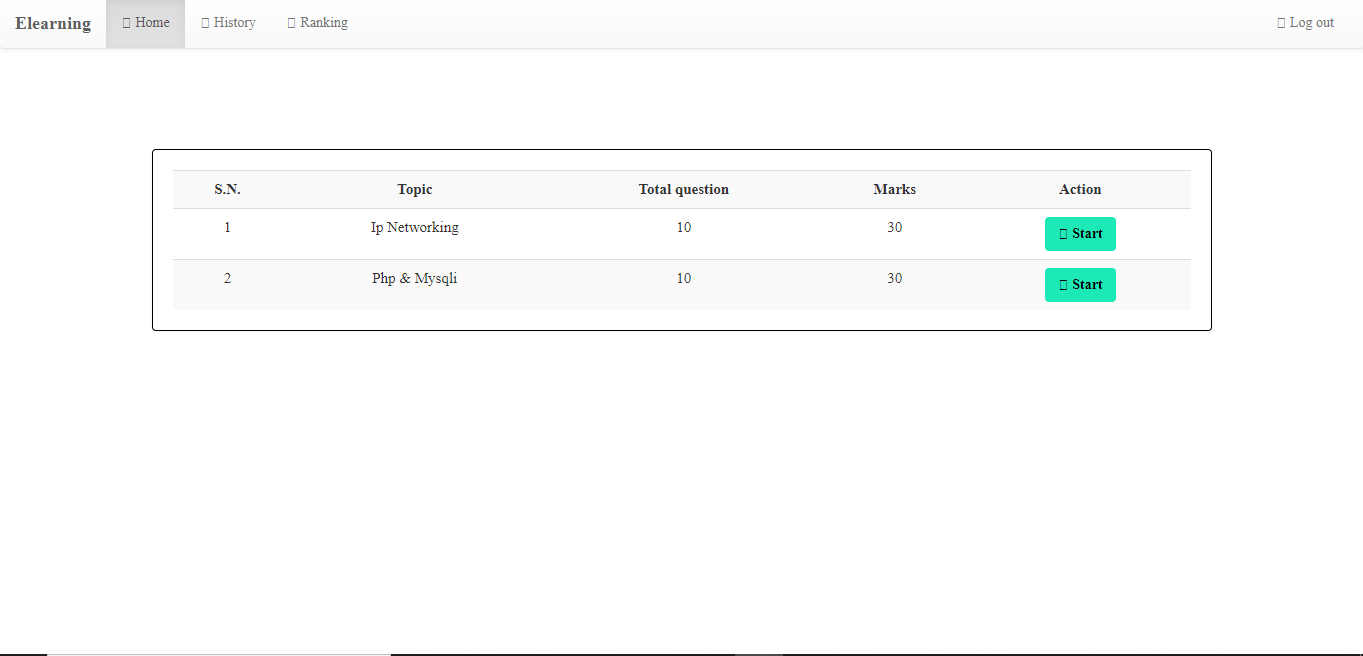 Elearning Home History Ranking Log out
S.N. Topic Total question Marks Action
1 Ip Networking 10 30 Start
2 Php & Mysqli 10 30 Start